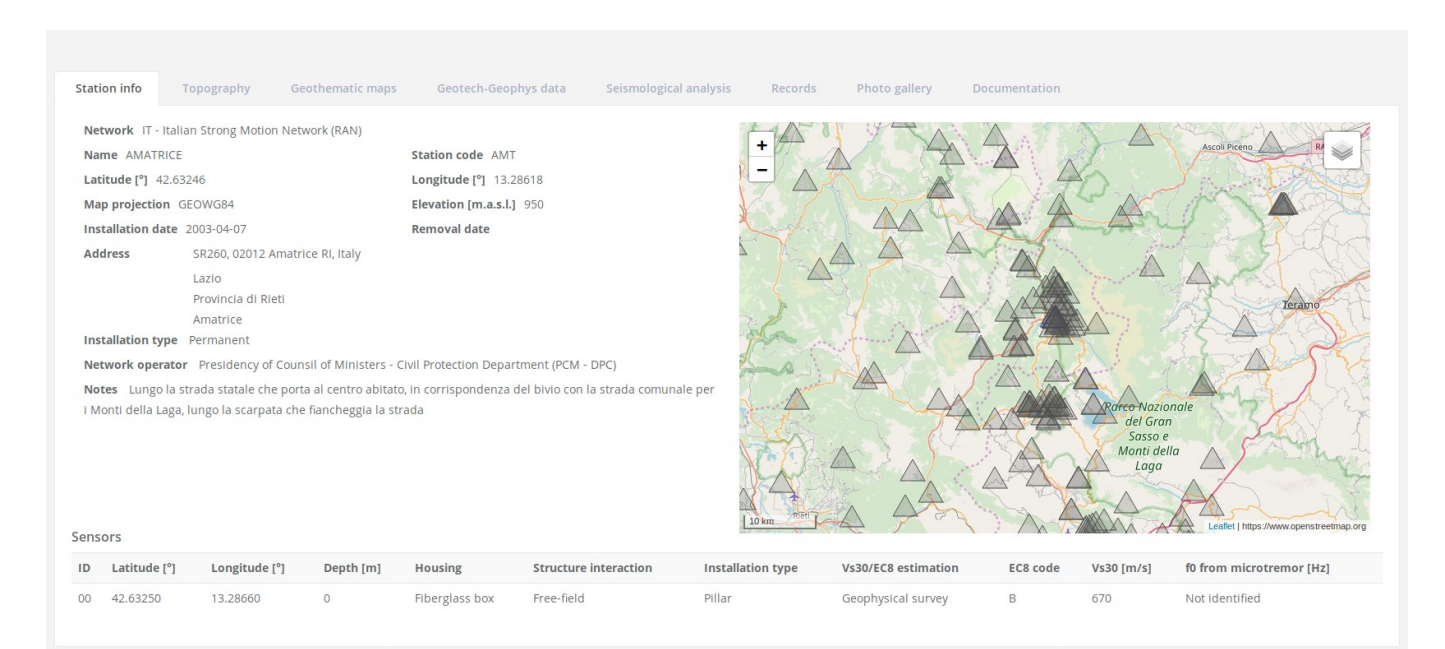 Station info Topography Geothematic maps Geotech-Geophys data Seismological analysis Records Photo gallery Documentation
Network IT - Italian Strong Motion Network (RAN)
Name AMATRICE Station code AMT
Latitude [°] 42.63246 Longitude [°] 13.28618
Map projection GEOWG84 Elevation [m.a.s.l.] 950
Installation date 2003-04-07 Removal date
Address SR260, 02012 Amatrice RI, Italy
Lazio
Provincia di Rieti
Amatrice
Installation type Permanent
Network operator Presidency of Counsil of Ministers - Civil Protection Department (PCM - DPC)
Notes Lungo la strada statale che porta al centro abitato, in corrispondenza del bivio con la strada comunale per
i Monti della Laga, lungo la scarpata che fiancheggia la strada
+
−
Ascoli Piceno
Teramo
Parco Nazionale
del Gran
Sasso e
Monti della
Laga
Rieti
10 km
Leaflet | https://www.openstreetmap.org
Sensors
ID Latitude [°] Longitude [°] Depth [m] Housing Structure interaction Installation type Vs30/EC8 estimation EC8 code Vs30 [m/s] f0 from microtremor [Hz]
00 42.63250 13.28660 0 Fiberglass box Free-field Pillar Geophysical survey B 670 Not identified